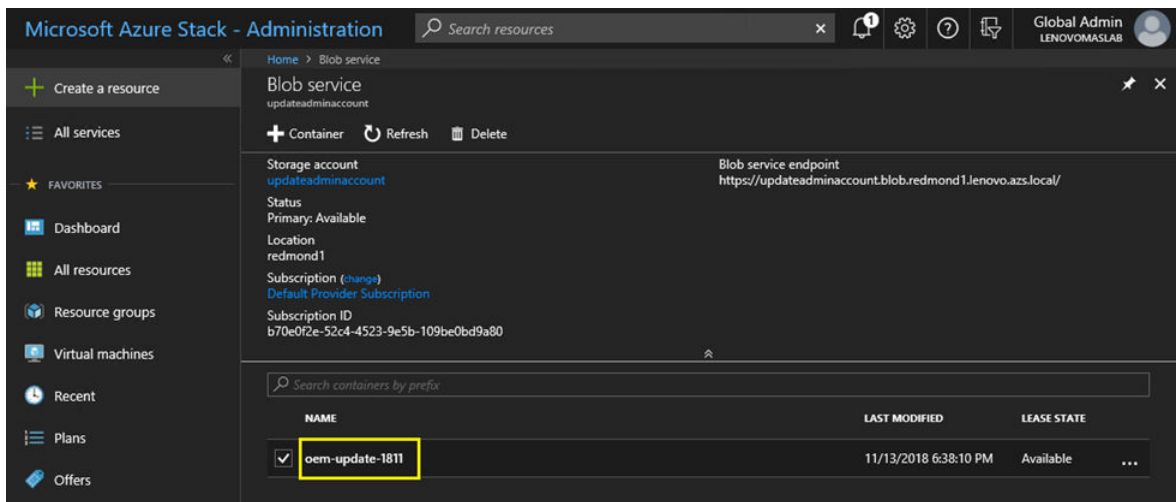 Microsoft Azure Stack - Administration
Search resources
1
Global Admin
LENOVOMASLAB
Create a resource
All services
FAVORITES
Dashboard
All resources
Resource groups
Virtual machines
Recent
Plans
Offers
Home > Blob service
Blob service
updateadminaccount
Container Refresh Delete
Storage account
updateadminaccount
Status
Primary: Available
Location
redmond1
Subscription (change)
Default Provider Subscription
Subscription ID
b70e0f2e-52c4-4523-9e5b-109be0bd9a80
Blob service endpoint
https://updateadminaccount.blob.redmond1.lenovo.azs.local/
Search containers by prefix
NAME LAST MODIFIED LEASE STATE
oem-update-1811 11/13/2018 6:38:10 PM Available ...